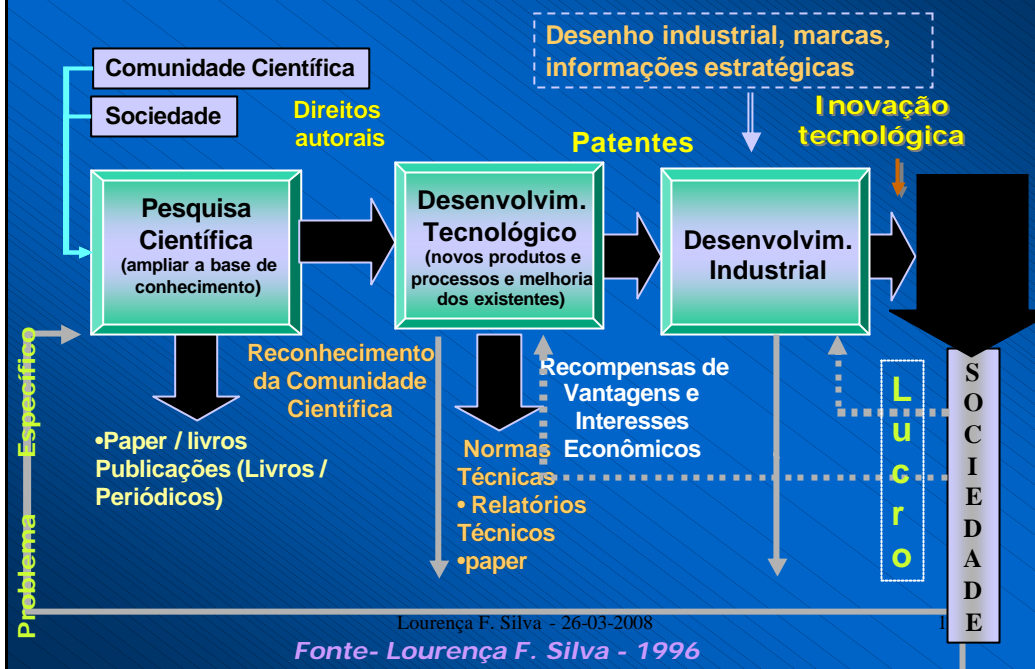 Desenho industrial, marcas,
informações estratégicas
Comunidade Científica
Sociedade
Direitos
autorais
Patentes
Inovação
tecnológica
Pesquisa
Científica
(ampliar a base de
conhecimento)
Desenvolvim.
Tecnológico
(novos produtos e
processos e melhoria
dos existentes)
Desenvolvim.
Industrial
Problema Específico
Reconhecimento
da Comunidade
Científica
Recompensas de
Vantagens e
Interesses
Econômicos
•Paper / livros
Publicações (Livros /
Periódicos)
Normas
Técnicas
• Relatórios
Técnicos
•paper
Lucro
SOCIEDADE
Lourença F. Silva - 26-03-2008
Fonte- Lourença F. Silva - 1996